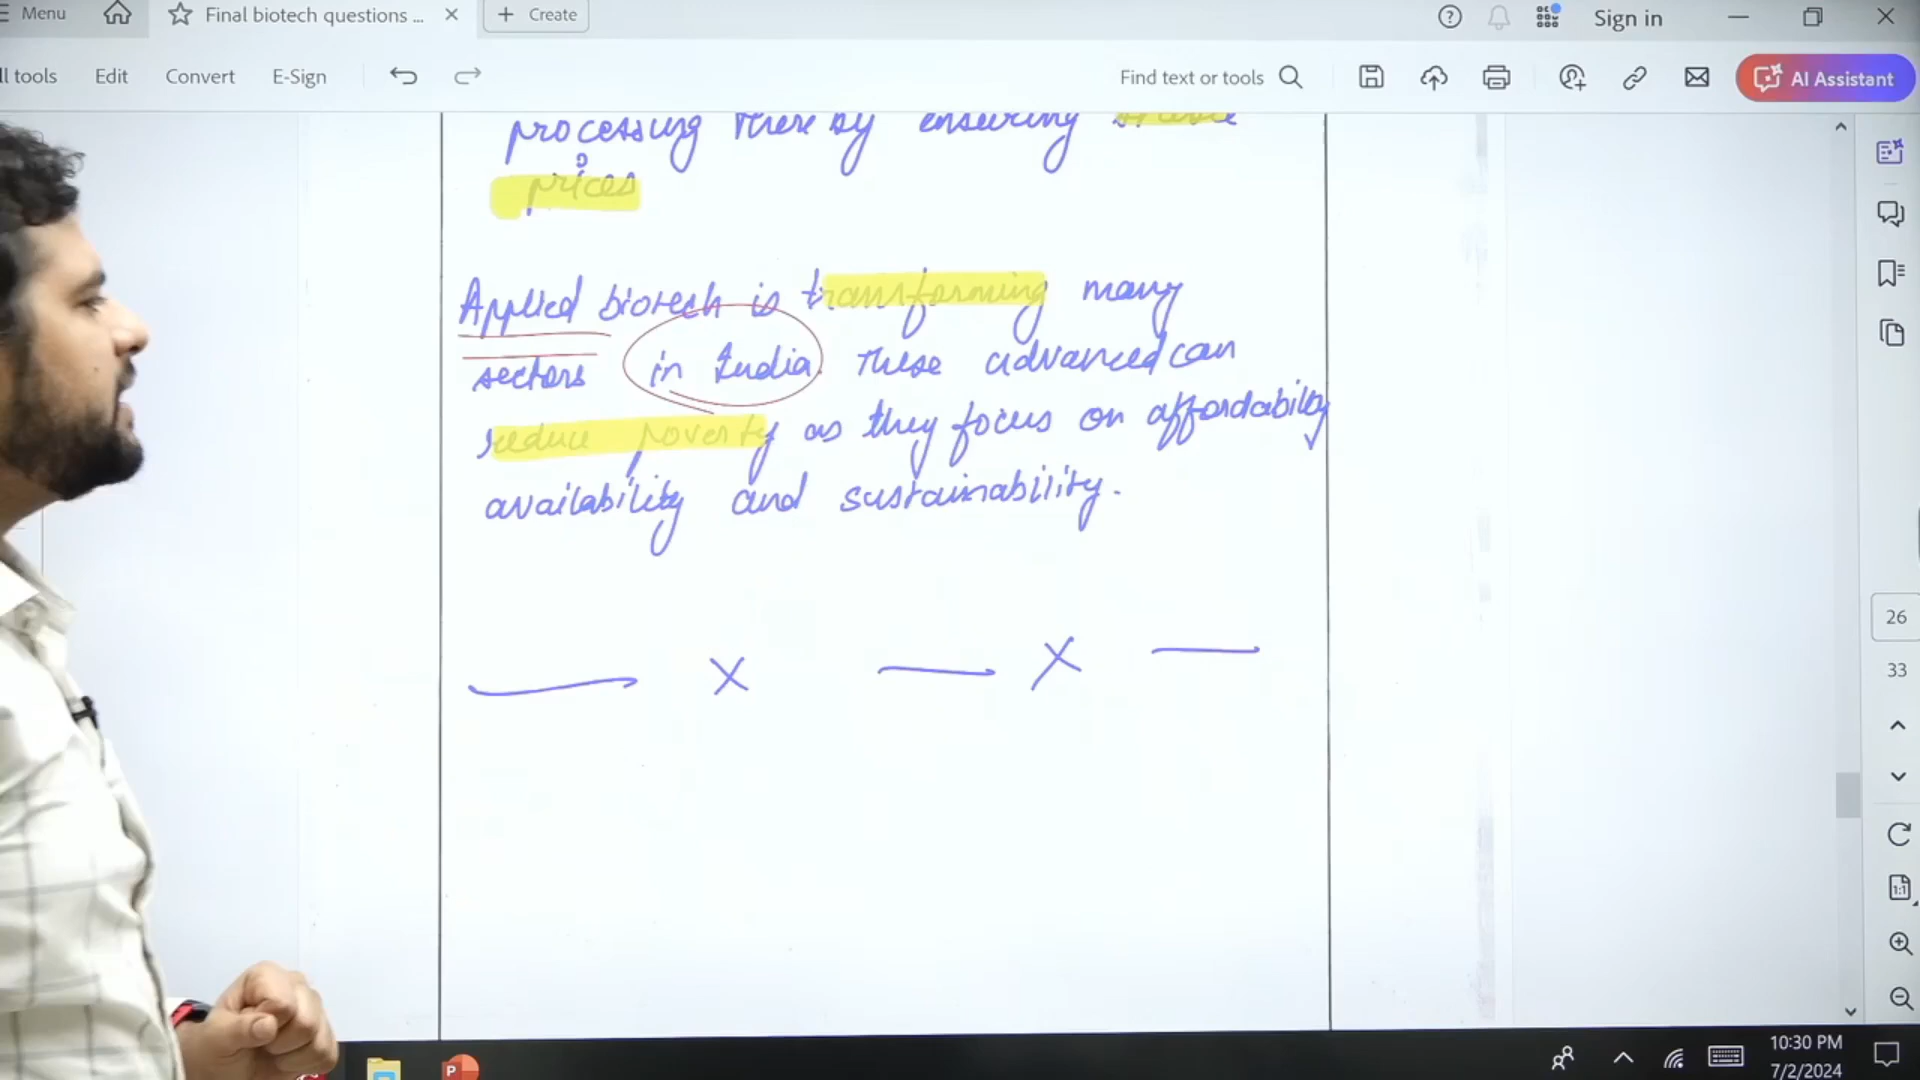 Menu
Final biotech questions ...
Create
Sign in
ll tools
Edit
Convert
E-Sign
Find text or tools
AI Assistant
processing there by ensuring
prices
Applied biotech is transforming many
sectors in India. These advanced can
reduce poverty as they focus on affordability
availability and sustainability.
X X
26
33
1:1
P
10:30 PM
7/2/2024